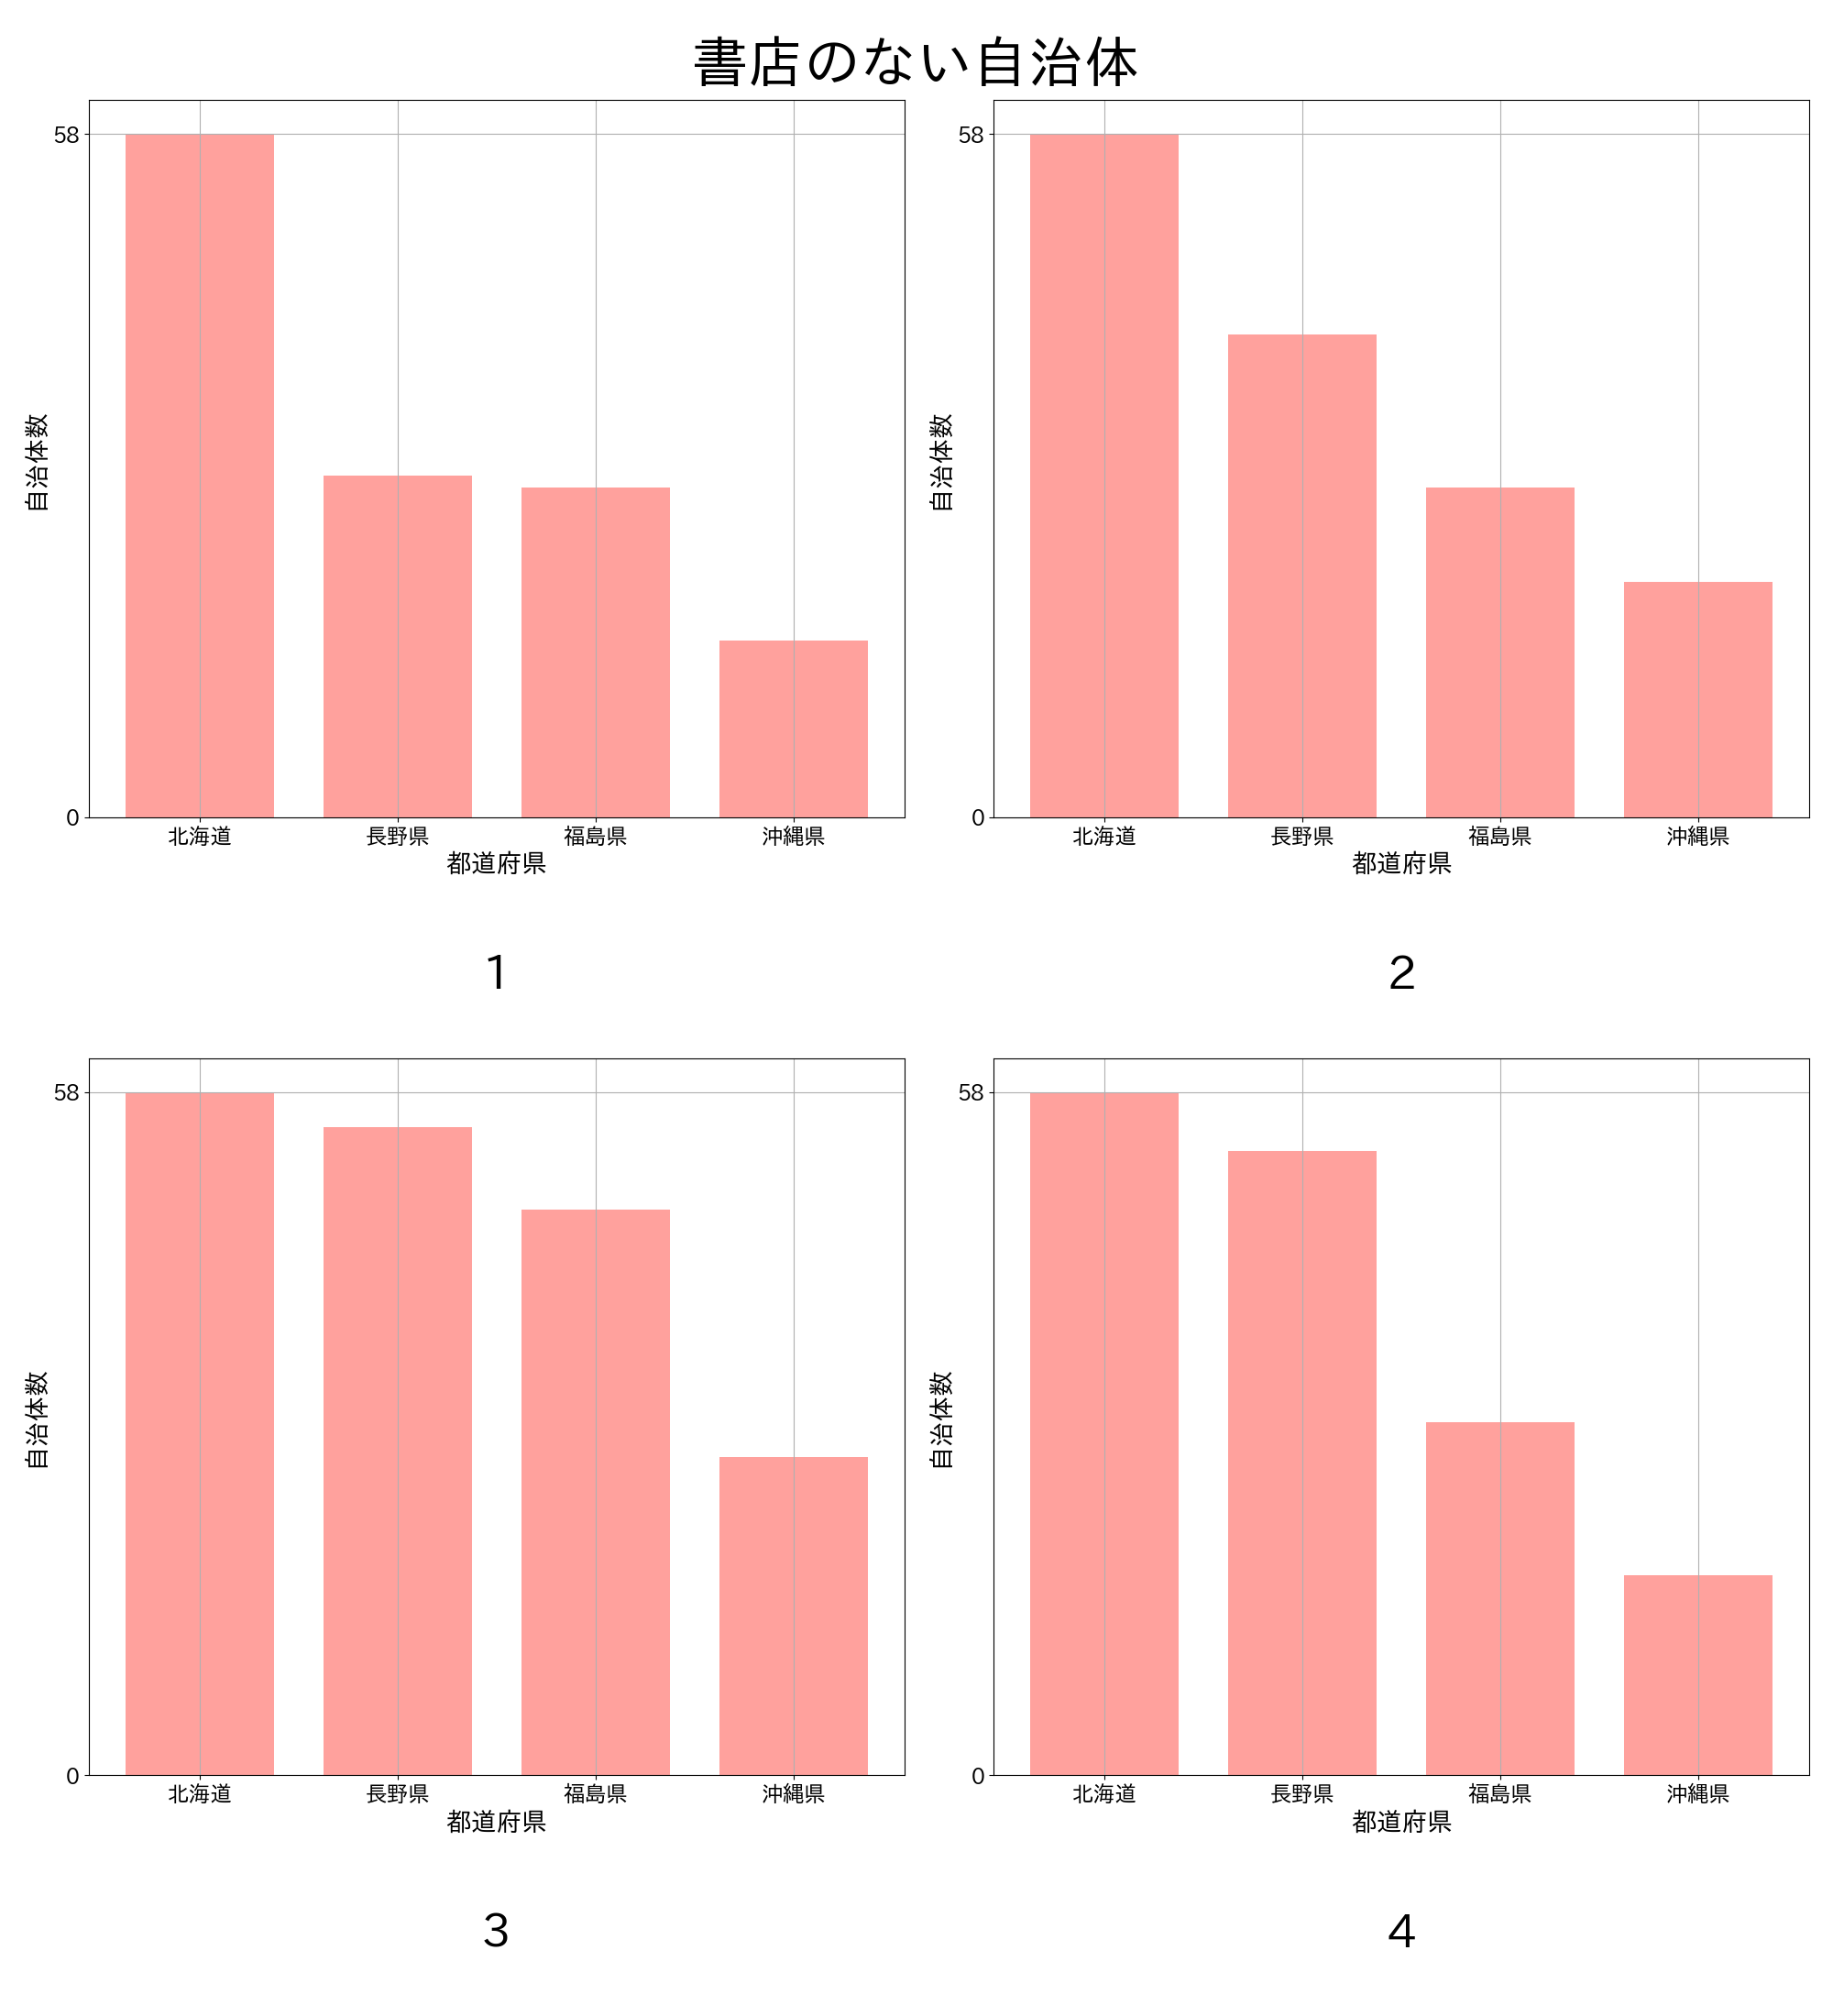 書店のない自治体
58
0
自治体数
北海道 長野県 福島県 沖縄県
都道府県
1
58
0
自治体数
北海道 長野県 福島県 沖縄県
都道府県
2
58
0
自治体数
北海道 長野県 福島県 沖縄県
都道府県
3
58
0
自治体数
北海道 長野県 福島県 沖縄県
都道府県
4